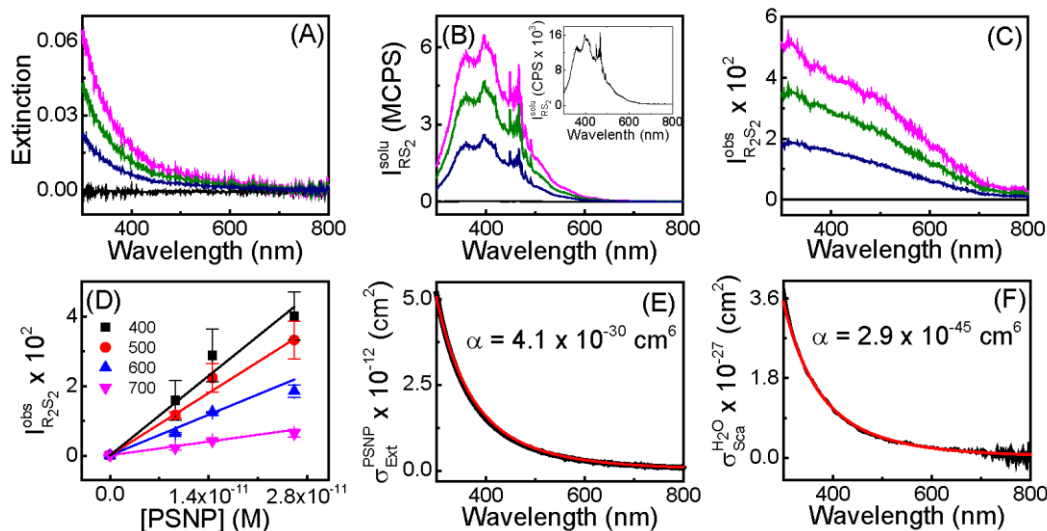 (A)
Extinction
0.06
0.03
0.00
400 600 800
Wavelength (nm)
(B)
I^solu_RS2 (MCPS)
6
3
0
400 600 800
Wavelength (nm)
I^solu_RS2 (CPS x 10^3)
16
12
8
4
0
400 600 800
Wavelenth (nm)
(C)
I^obs_R2S2 x 10^2
6
4
2
0
400 600 800
Wavelength (nm)
(D)
I^obs_R2S2 x 10^2
4
2
0
400
500
600
700
0.0 1.4x10^-11 2.8x10^-11
[PSNP] (M)
(E)
σ^PSNP_Ext x 10^-12 (cm^2)
5.0
2.5
0.0
α = 4.1 x 10^-30 cm^6
400 600 800
Wavelength (nm)
(F)
σ^H2O_Sca x 10^-27 (cm^2)
3.6
1.8
0.0
α = 2.9 x 10^-45 cm^6
400 600 800
Wavelength (nm)